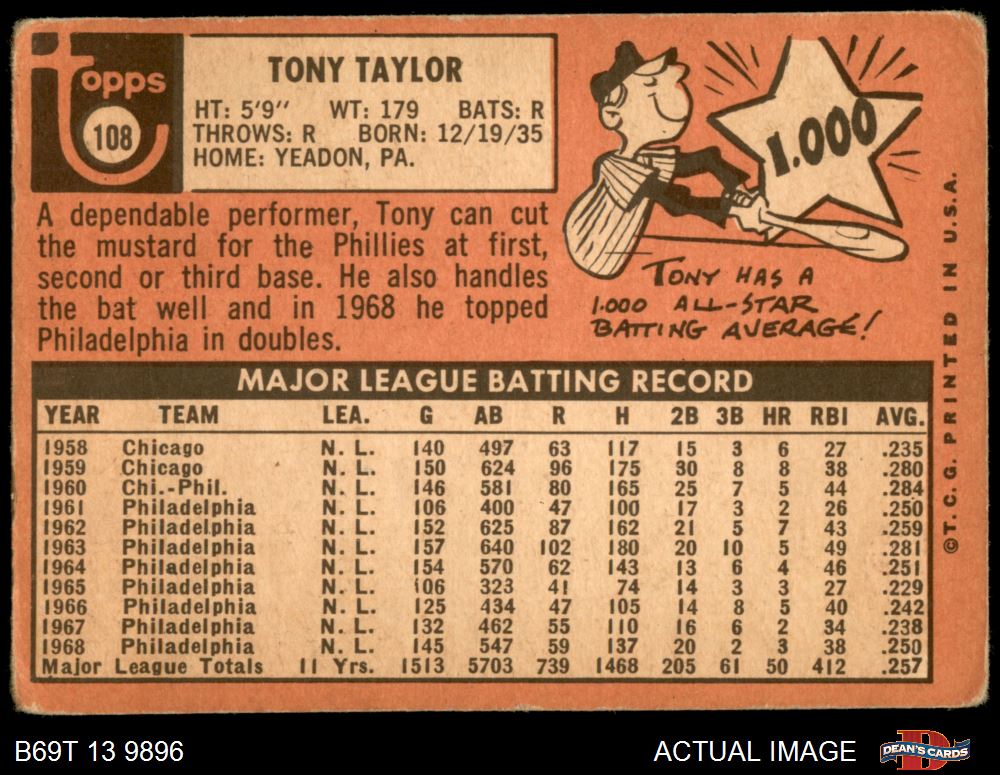 Topps
108
TONY TAYLOR
HT: 5'9" WT: 179 BATS: R
THROWS: R BORN: 12/19/35
HOME: YEADON, PA.
A dependable performer, Tony can cut
the mustard for the Phillies at first,
second or third base. He also handles
the bat well and in 1968 he topped
Philadelphia in doubles.
1.000
TONY HAS A
1.000 ALL-STAR
BATTING AVERAGE!
MAJOR LEAGUE BATTING RECORD
YEAR TEAM LEA. G AB R H 2B 3B HR RBI AVG.
1958 Chicago N. L. 140 497 63 117 15 3 6 27 .235
1959 Chicago N. L. 150 624 96 175 30 8 8 38 .280
1960 Chi.-Phil. N. L. 146 581 80 165 25 7 5 44 .284
1961 Philadelphia N. L. 106 400 47 100 17 3 2 26 .250
1962 Philadelphia N. L. 152 625 87 162 21 5 7 43 .259
1963 Philadelphia N. L. 157 640 102 180 20 10 5 49 .281
1964 Philadelphia N. L. 154 570 62 143 13 6 4 46 .251
1965 Philadelphia N. L. 106 323 41 74 14 3 3 27 .229
1966 Philadelphia N. L. 125 434 47 105 14 8 5 40 .242
1967 Philadelphia N. L. 132 462 55 110 16 6 2 34 .238
1968 Philadelphia N. L. 145 547 59 137 20 2 3 38 .250
Major League Totals 11 Yrs. 1513 5703 739 1468 205 61 50 412 .257
©T. C. G. PRINTED IN U.S.A.
B69T 13 9896
ACTUAL IMAGE
DEAN'S CARDS